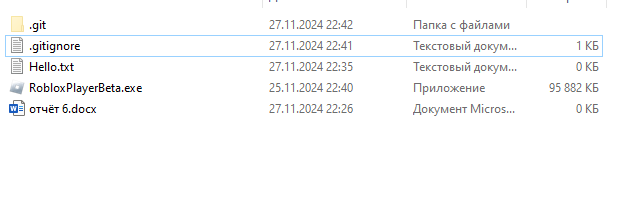 .git 27.11.2024 22:42 Папка с файлами
.gitignore 27.11.2024 22:41 Текстовый докум... 1 КБ
Hello.txt 27.11.2024 22:35 Текстовый докум... 0 КБ
RobloxPlayerBeta.exe 25.11.2024 22:40 Приложение 95 882 КБ
отчёт 6.docx 27.11.2024 22:26 Документ Micros... 0 КБ